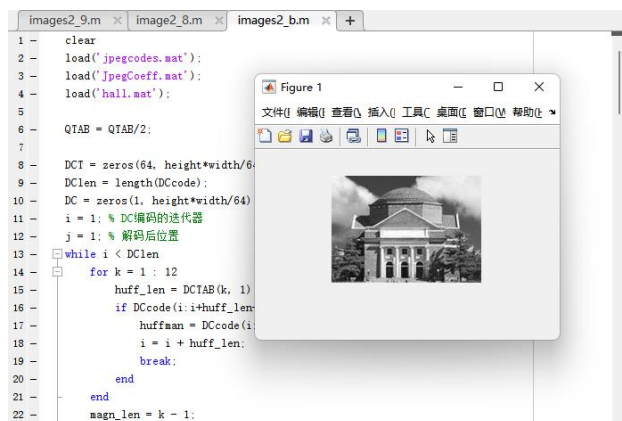 images2_9.m × image2_8.m × images2_b.m × +
1 – clear
2 – load('jpegcodes.mat');
3 – load('JpegCoeff.mat');
4 – load('hall.mat');
5
6 – QTAB = QTAB/2;
7
8 – DCT = zeros(64, height*width/64
9 – DClen = length(DCcode);
10 – DC = zeros(1, height*width/64)
11 – i = 1; % DC编码的迭代器
12 – j = 1; % 解码后位置
13 – while i < DClen
14 – for k = 1 : 12
15 – huff_len = DCTAB(k, 1)
16 – if DCcode(i:i+huff_len-
17 – huffman = DCcode(i:
18 – i = i + huff_len;
19 – break;
20 – end
21 – end
22 – magn_len = k - 1;
Figure 1
文件(F 编辑(E 查看(V 插入(I 工具(T 桌面(D 窗口(W 帮助(H